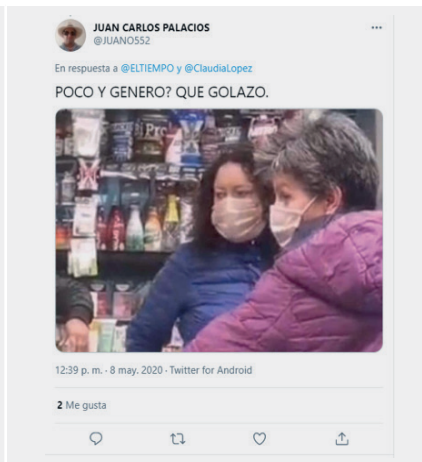 JUAN CARLOS PALACIOS
@JUANO552
En respuesta a @ELTIEMPO y @ClaudiaLopez
POCO Y GENERO? QUE GOLAZO.
12:39 p. m. · 8 may. 2020 · Twitter for Android
2 Me gusta